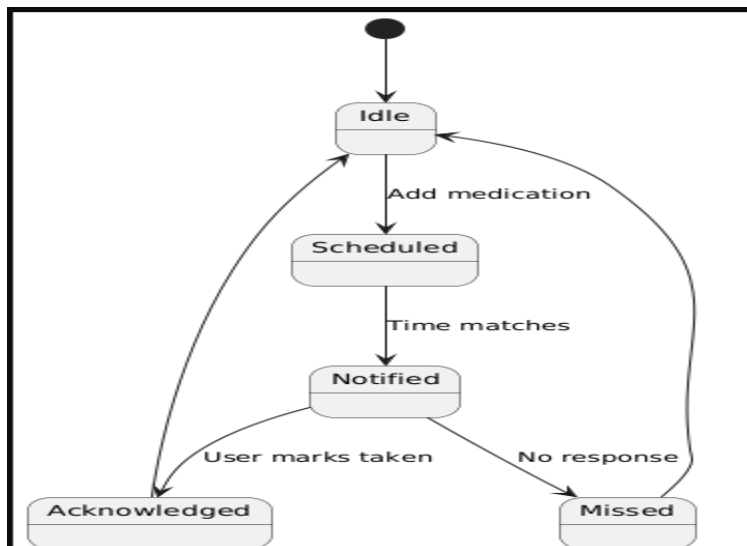 Idle
Add medication
Scheduled
Time matches
Notified
User marks taken
No response
Acknowledged
Missed